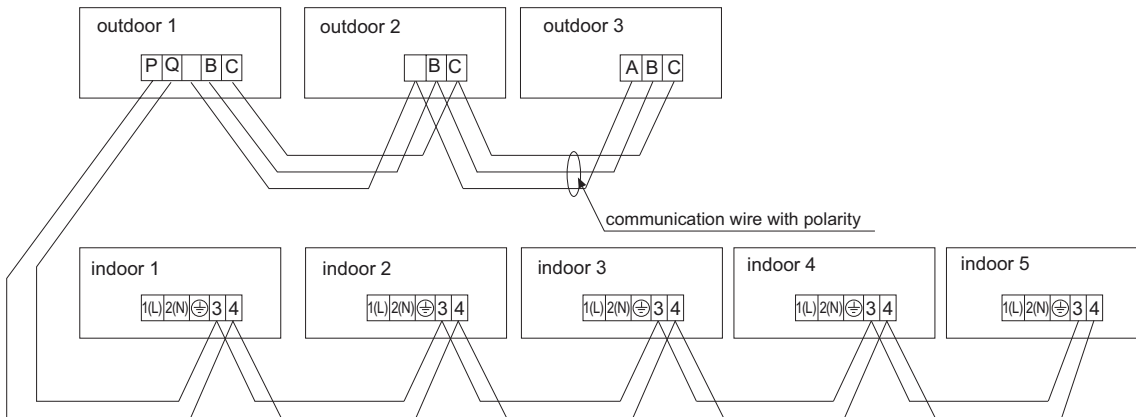 outdoor 1
outdoor 2
outdoor 3
P Q B C
B C
A B C
communication wire with polarity
indoor 1
indoor 2
indoor 3
indoor 4
indoor 5
1(L) 2(N) 3 4
1(L) 2(N) 3 4
1(L) 2(N) 3 4
1(L) 2(N) 3 4
1(L) 2(N) 3 4